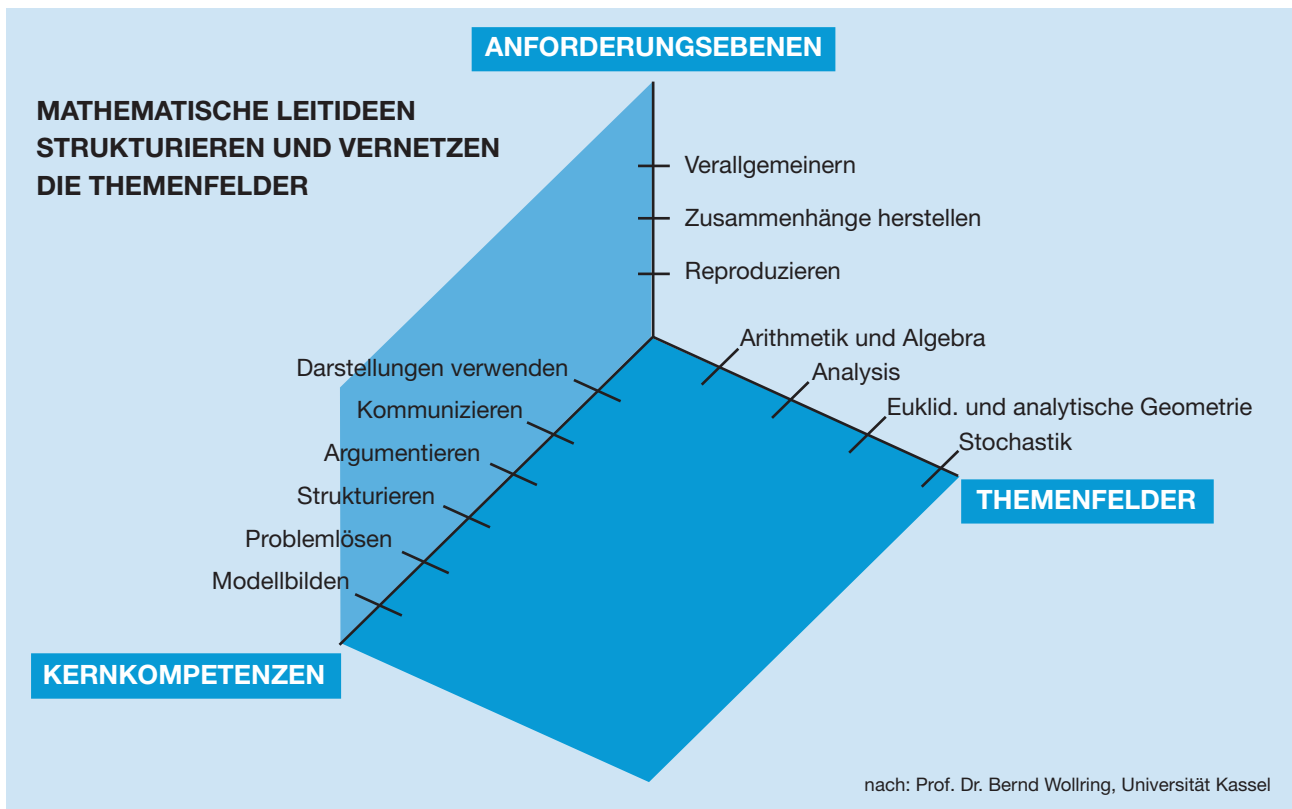 ANFORDERUNGSEBENEN
MATHEMATISCHE LEITIDEEN
STRUKTURIEREN UND VERNETZEN
DIE THEMENFELDER
Verallgemeinern
Zusammenhänge herstellen
Reproduzieren
Arithmetik und Algebra
Analysis
Euklid. und analytische Geometrie
Stochastik
THEMENFELDER
Darstellungen verwenden
Kommunizieren
Argumentieren
Strukturieren
Problemlösen
Modellbilden
KERNKOMPETENZEN
nach: Prof. Dr. Bernd Wollring, Universität Kassel